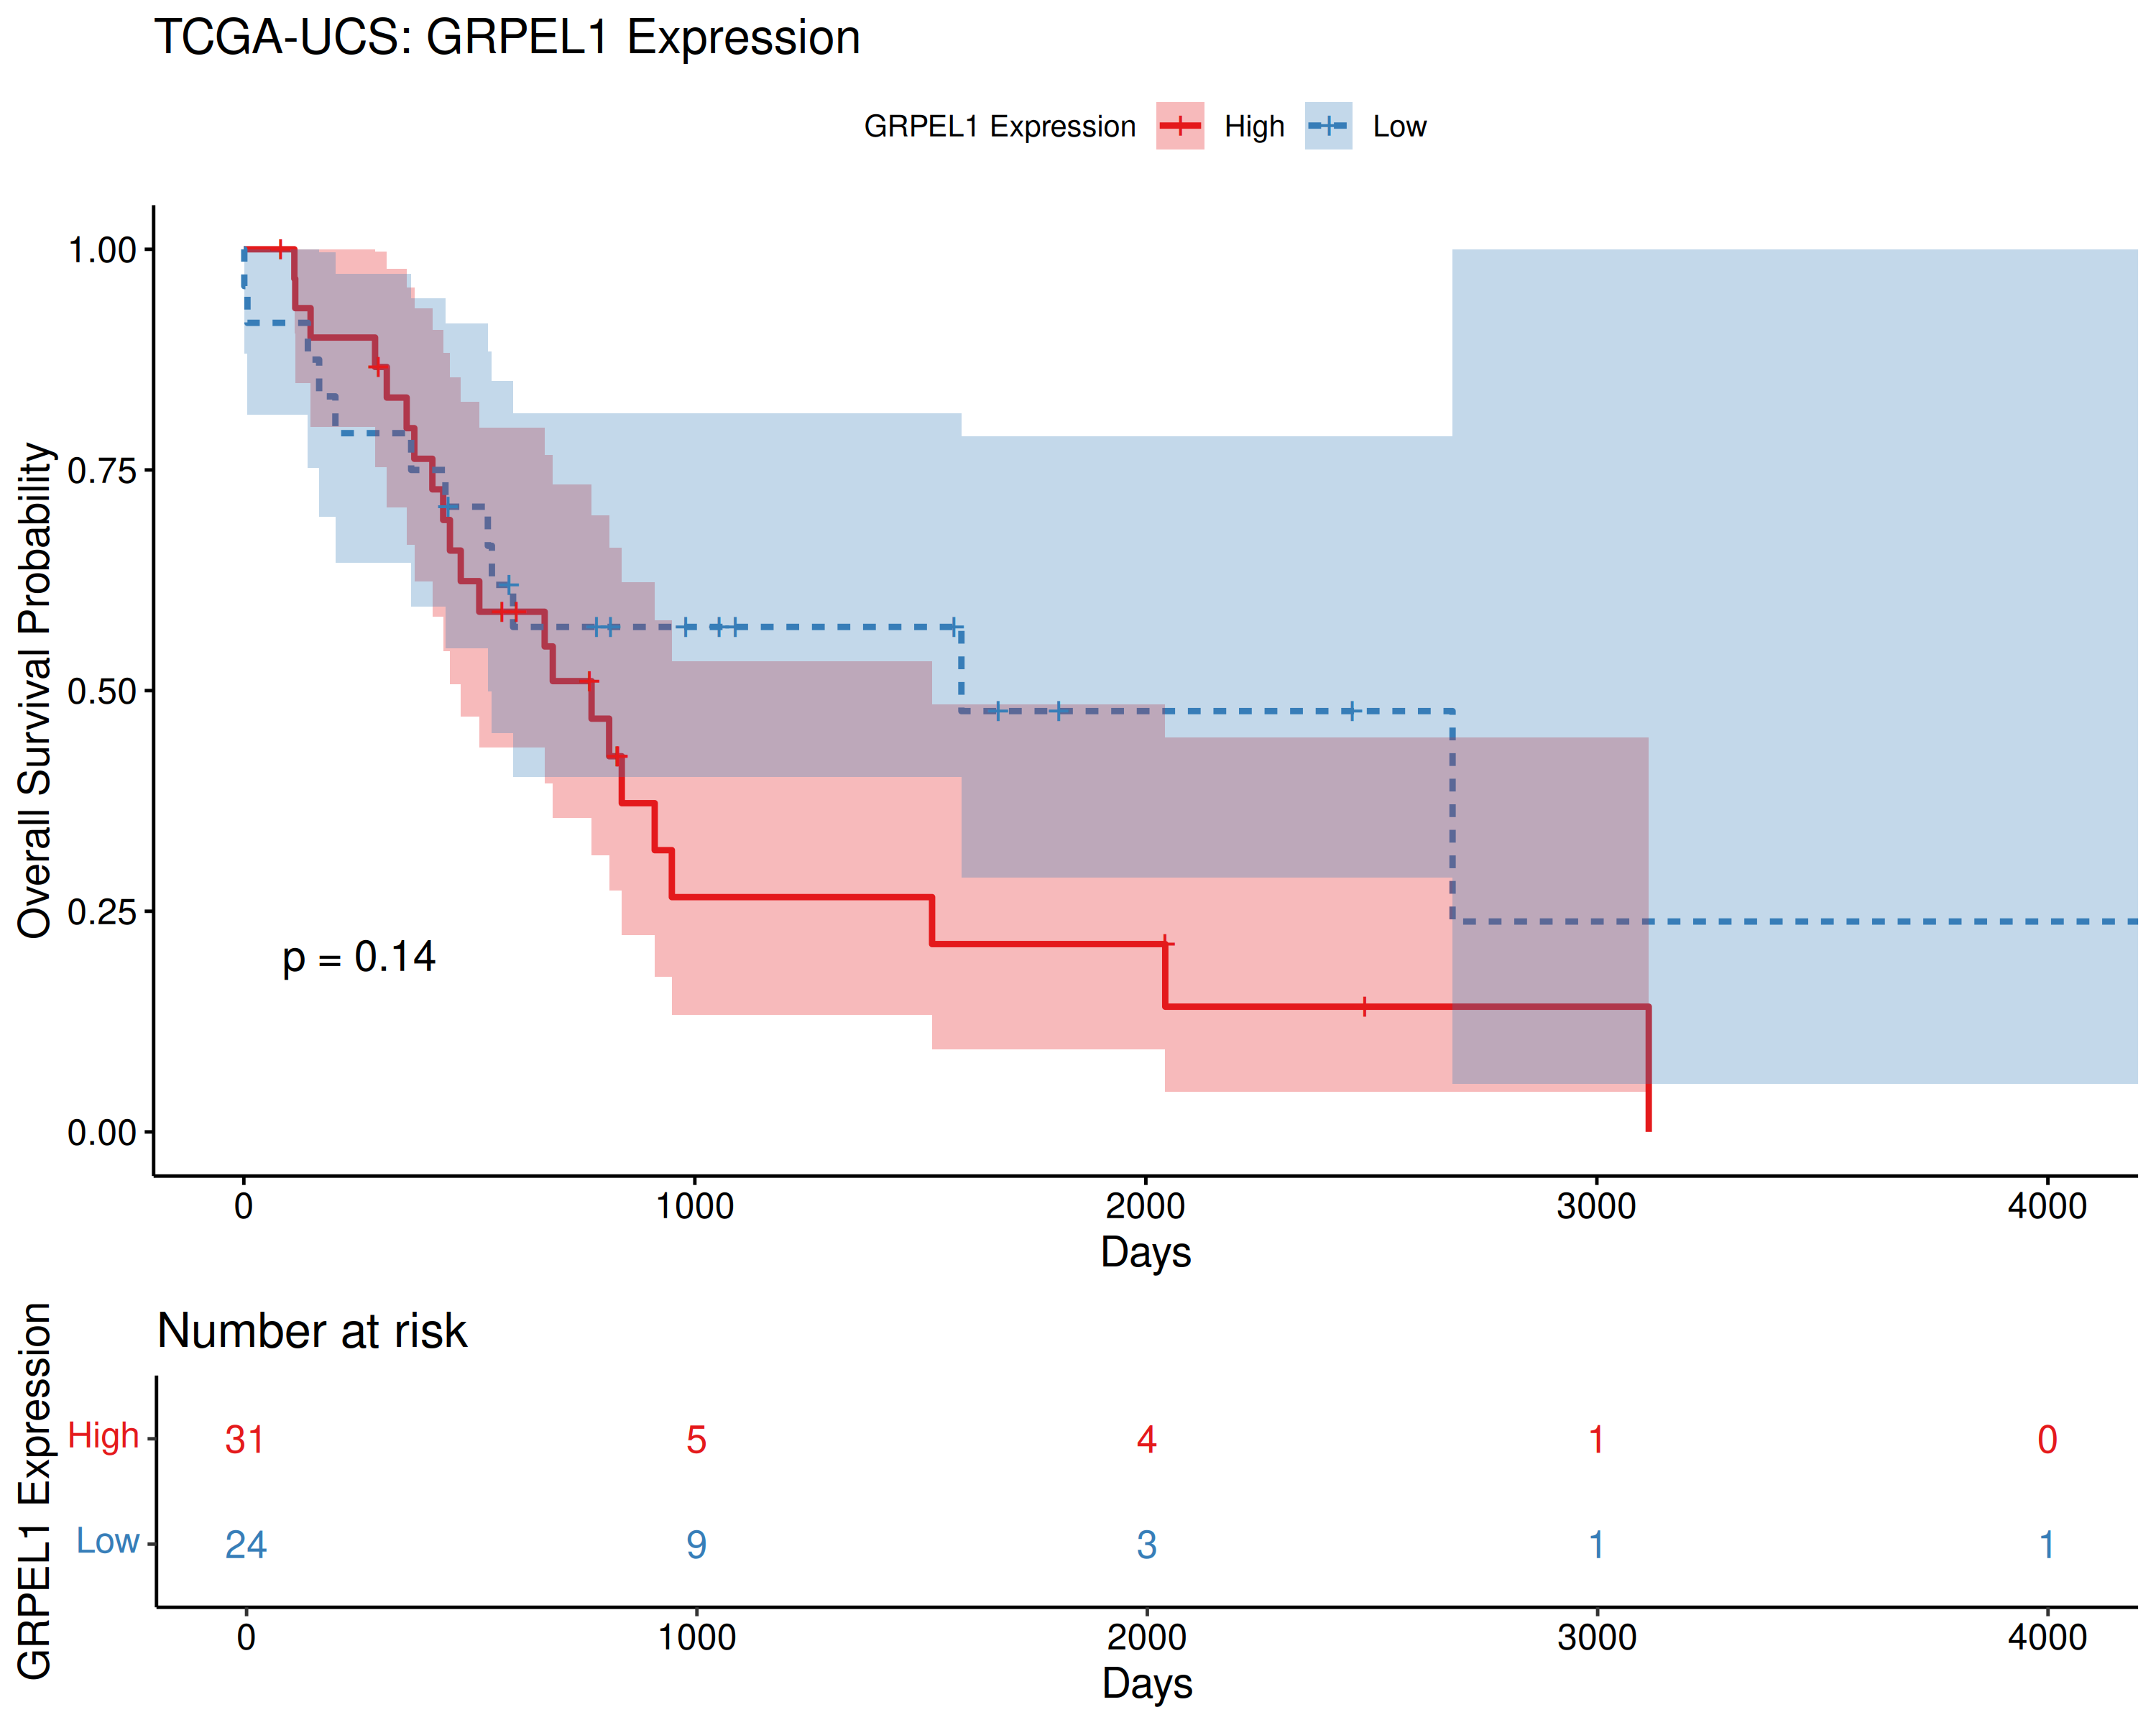 TCGA-UCS: GRPEL1 Expression
GRPEL1 Expression High Low
Overall Survival Probability
1.00
0.75
0.50
0.25
0.00
p = 0.14
0 1000 2000 3000 4000
Days
Number at risk
GRPEL1 Expression
High 31 5 4 1 0
Low 24 9 3 1 1
0 1000 2000 3000 4000
Days